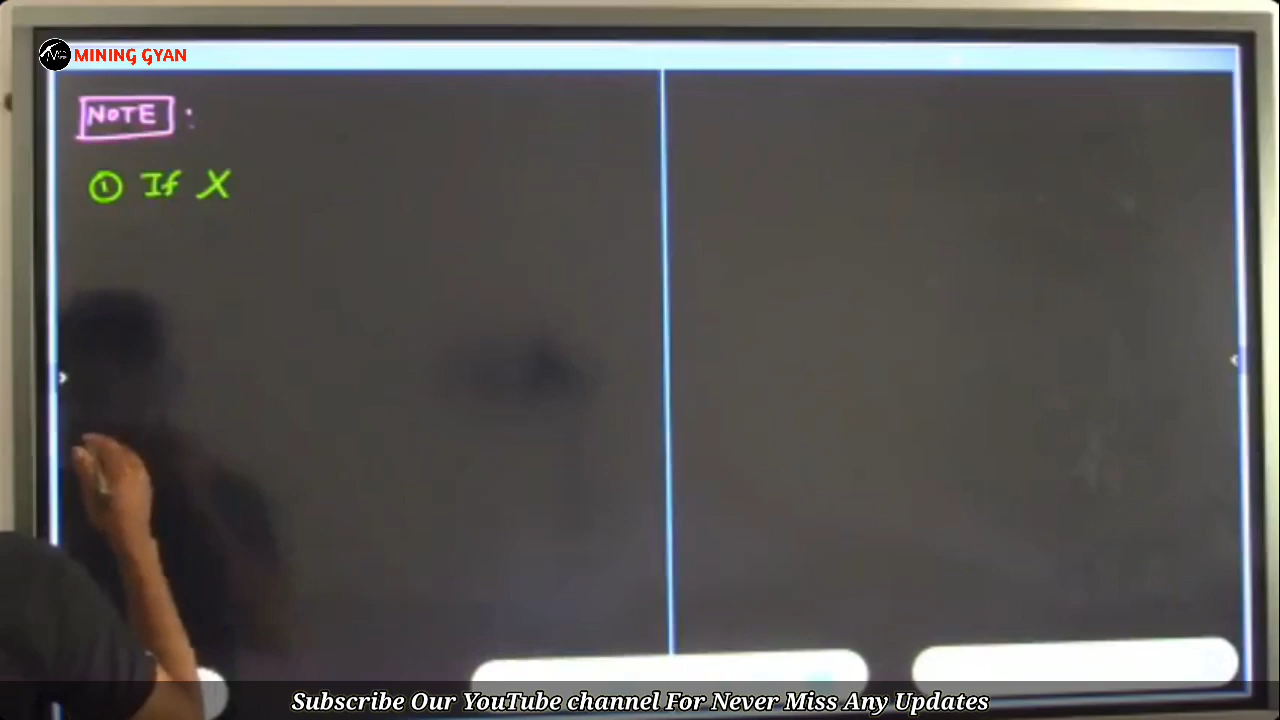 MINING GYAN
NOTE :
① If X
Subscribe Our YouTube channel For Never Miss Any Updates